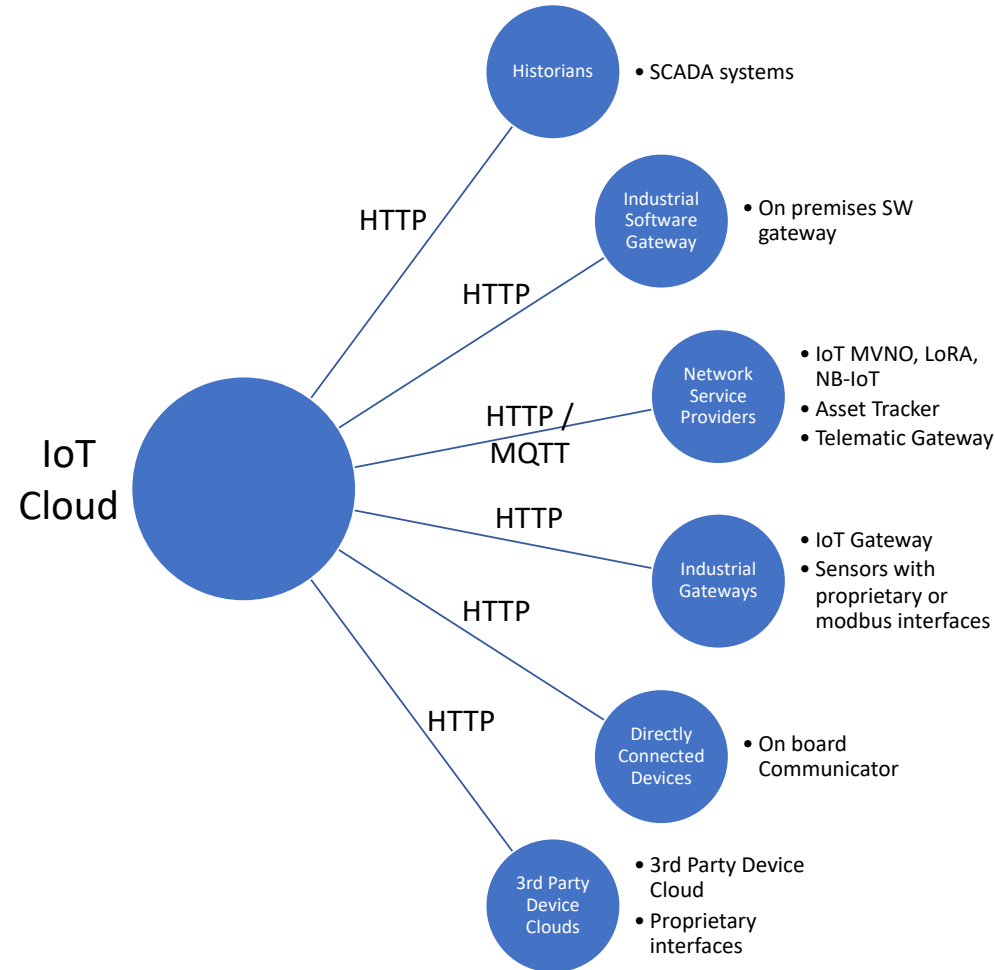 Historians
• SCADA systems
HTTP
Industrial
Software
Gateway
• On premises SW
gateway
HTTP
Network
Service
Providers
• IoT MVNO, LoRA,
NB-IoT
• Asset Tracker
• Telematic Gateway
HTTP /
MQTT
IoT
Cloud
HTTP
Industrial
Gateways
• IoT Gateway
• Sensors with
proprietary or
modbus interfaces
HTTP
Directly
Connected
Devices
• On board
Communicator
HTTP
3rd Party
Device
Clouds
• 3rd Party Device
Cloud
• Proprietary
interfaces